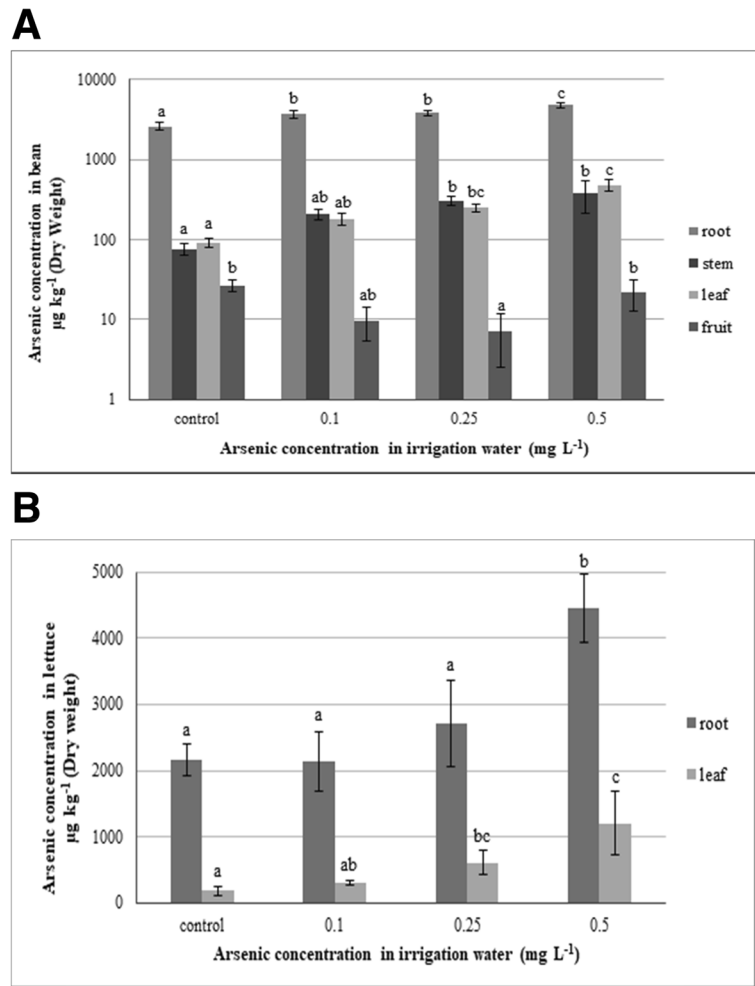 A
Arsenic concentration in bean
µg kg⁻¹ (Dry Weight)
10000
1000
100
10
1
a
a
a
b
b
ab
ab
ab
b
b
bc
a
c
b
c
b
root
stem
leaf
fruit
control
0.1
0.25
0.5
Arsenic concentration in irrigation water (mg L⁻¹)
B
Arsenic concentration in lettuce
µg kg⁻¹ (Dry weight)
5000
4000
3000
2000
1000
0
a
a
a
ab
a
bc
b
c
root
leaf
control
0.1
0.25
0.5
Arsenic concentration in irrigation water (mg L⁻¹)